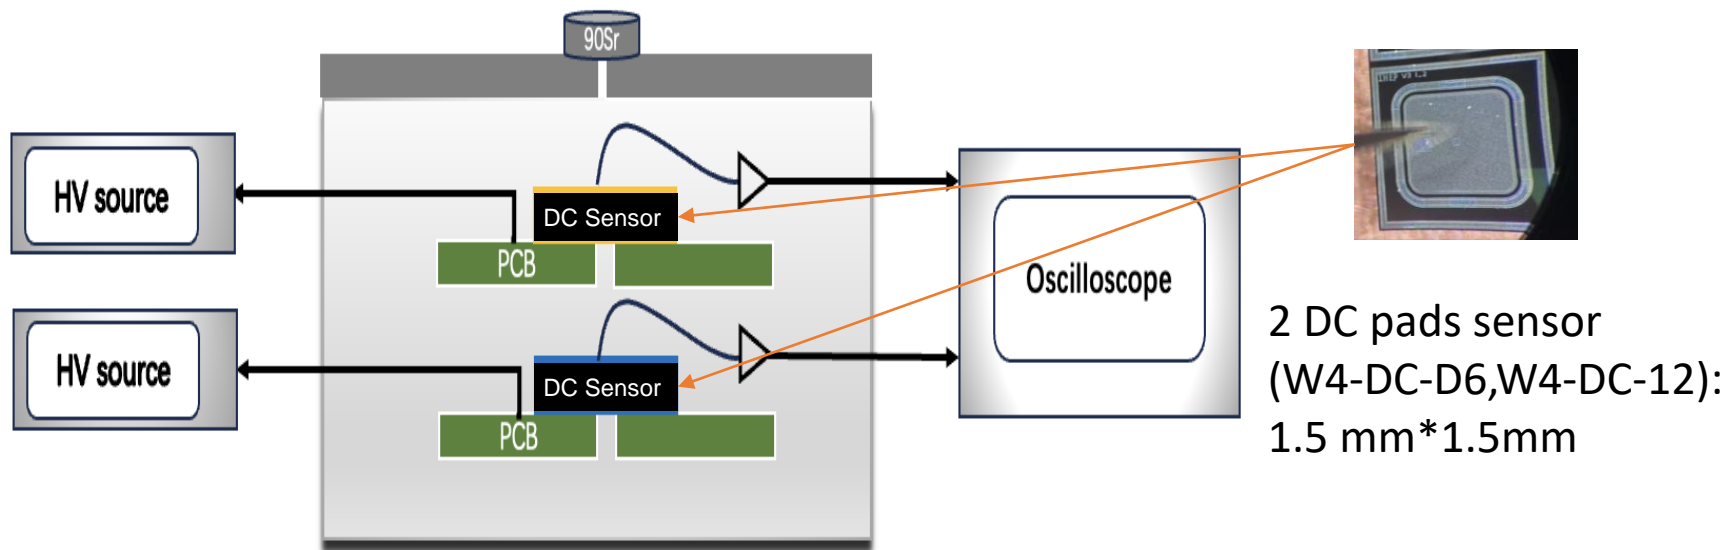 90Sr
HV source
DC Sensor
PCB
HV source
DC Sensor
PCB
Oscilloscope
2 DC pads sensor
(W4-DC-D6,W4-DC-12):
1.5 mm*1.5mm